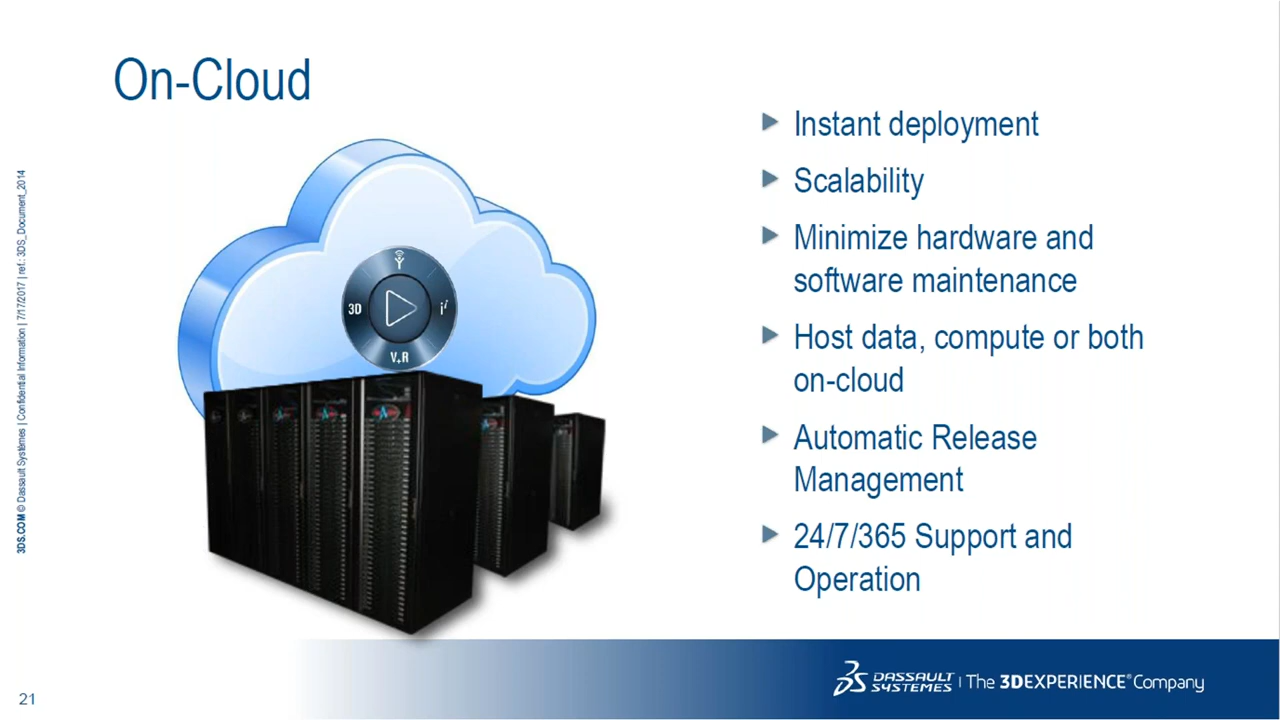 On-Cloud
Instant deployment
Scalability
Minimize hardware and
software maintenance
Host data, compute or both
on-cloud
Automatic Release
Management
24/7/365 Support and
Operation
3D
i
V+R
3DS.COM © Dassault Systèmes | Confidential Information | 7/17/2017 | ref.: 3DS_Document_2014
21
DASSAULT
SYSTEMES
The 3DEXPERIENCE® Company